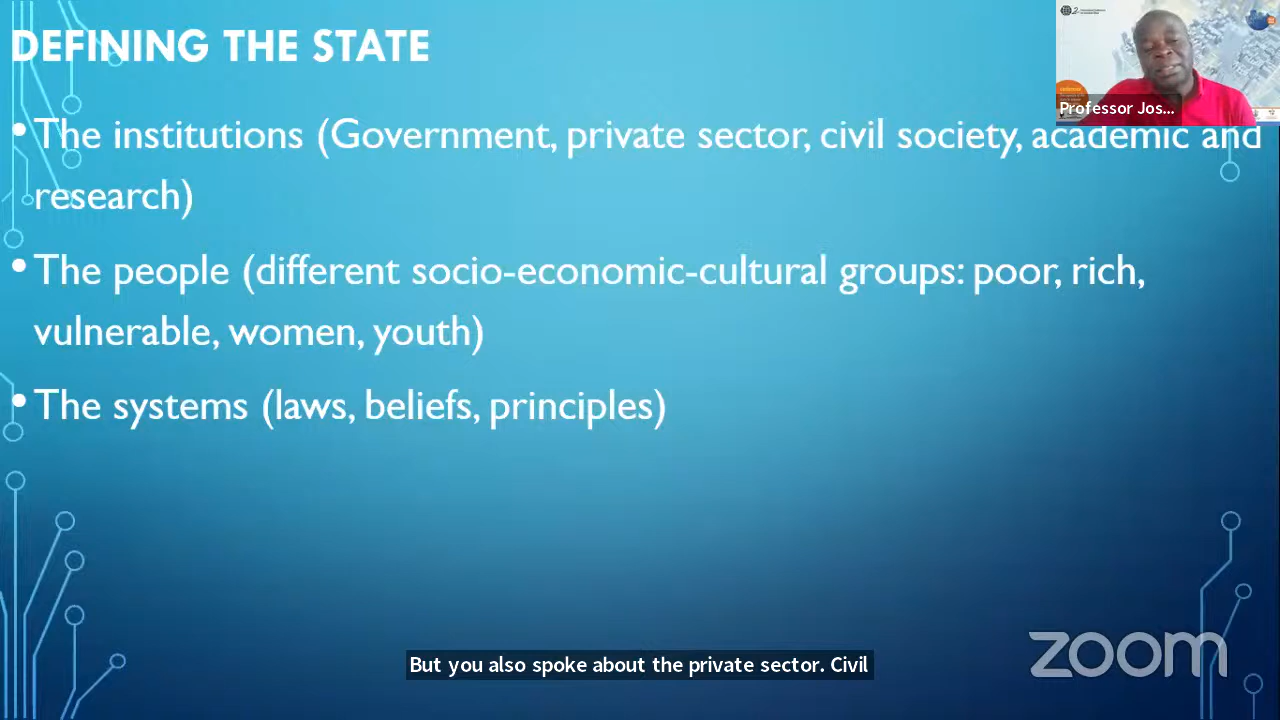 DEFINING THE STATE
Professor Jos...
• The institutions (Government, private sector, civil society, academic and
research)
• The people (different socio-economic-cultural groups: poor, rich,
vulnerable, women, youth)
• The systems (laws, beliefs, principles)
But you also spoke about the private sector. Civil
zoom